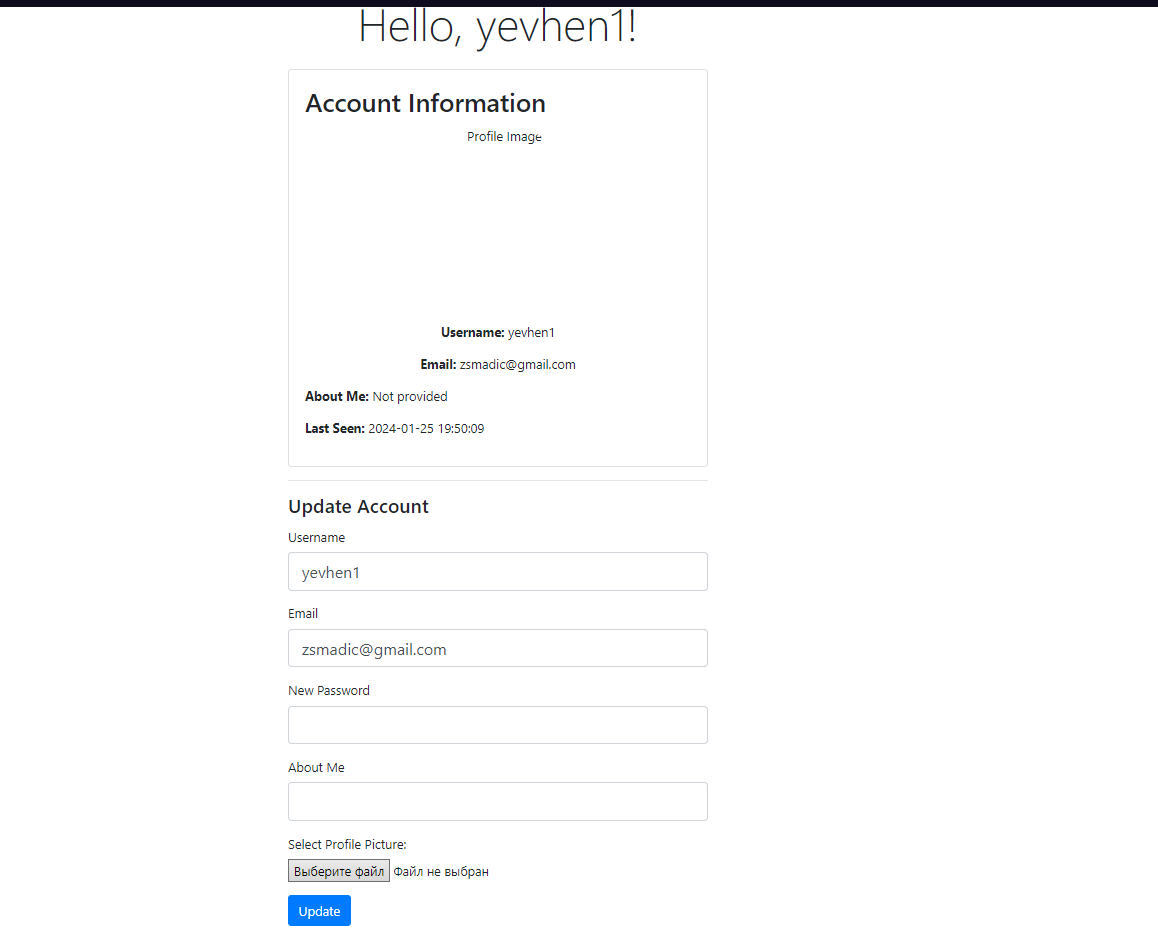 Hello, yevhen1!
Account Information
Profile Image
Username: yevhen1
Email: zsmadic@gmail.com
About Me: Not provided
Last Seen: 2024-01-25 19:50:09
Update Account
Username
yevhen1
Email
zsmadic@gmail.com
New Password
About Me
Select Profile Picture:
Выберите файл Файл не выбран
Update